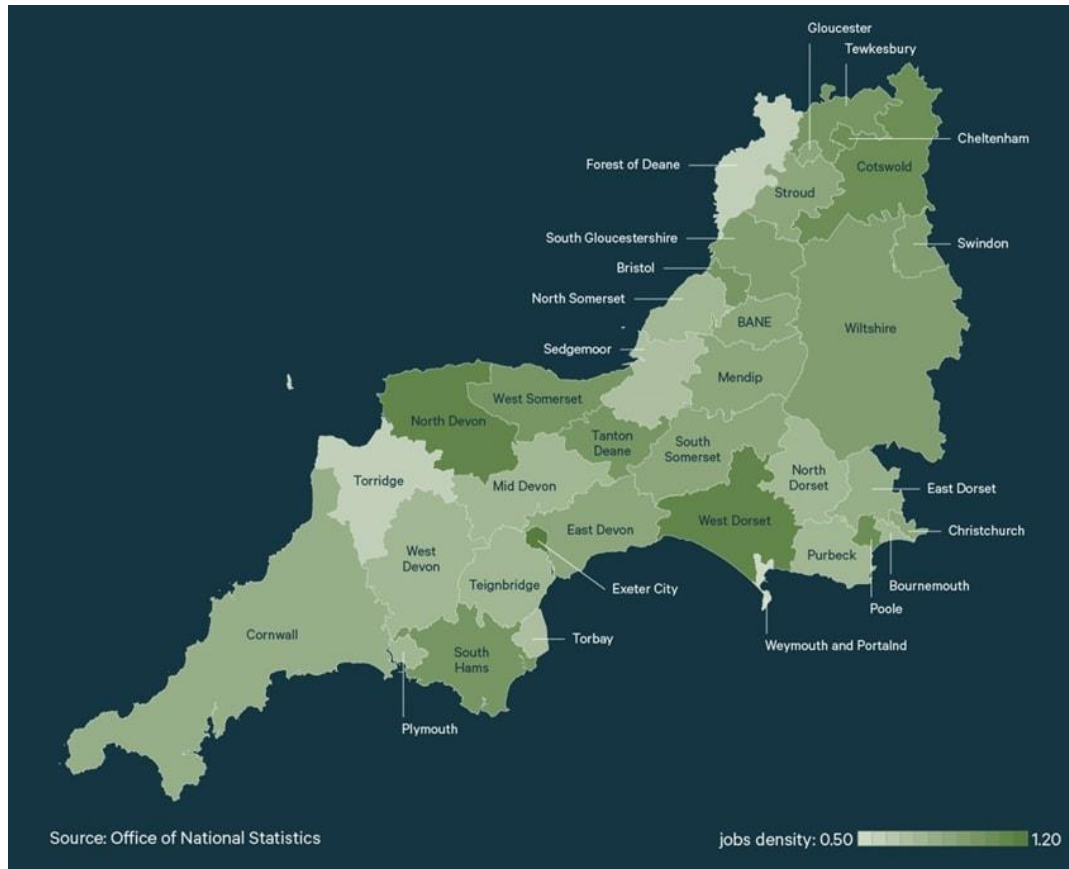 Gloucester
Tewkesbury
Cheltenham
Forest of Deane
Cotswold
Stroud
South Gloucestershire
Swindon
Bristol
North Somerset
BANE
Wiltshire
Sedgemoor
Mendip
West Somerset
North Devon
Tanton
Deane
South
Somerset
North
Dorset
Torridge
Mid Devon
East Dorset
West Dorset
East Devon
Christchurch
West
Devon
Purbeck
Teignbridge
Exeter City
Bournemouth
Poole
Cornwall
Torbay
Weymouth and Portalnd
South
Hams
Plymouth
Source: Office of National Statistics
jobs density: 0.50 1.20